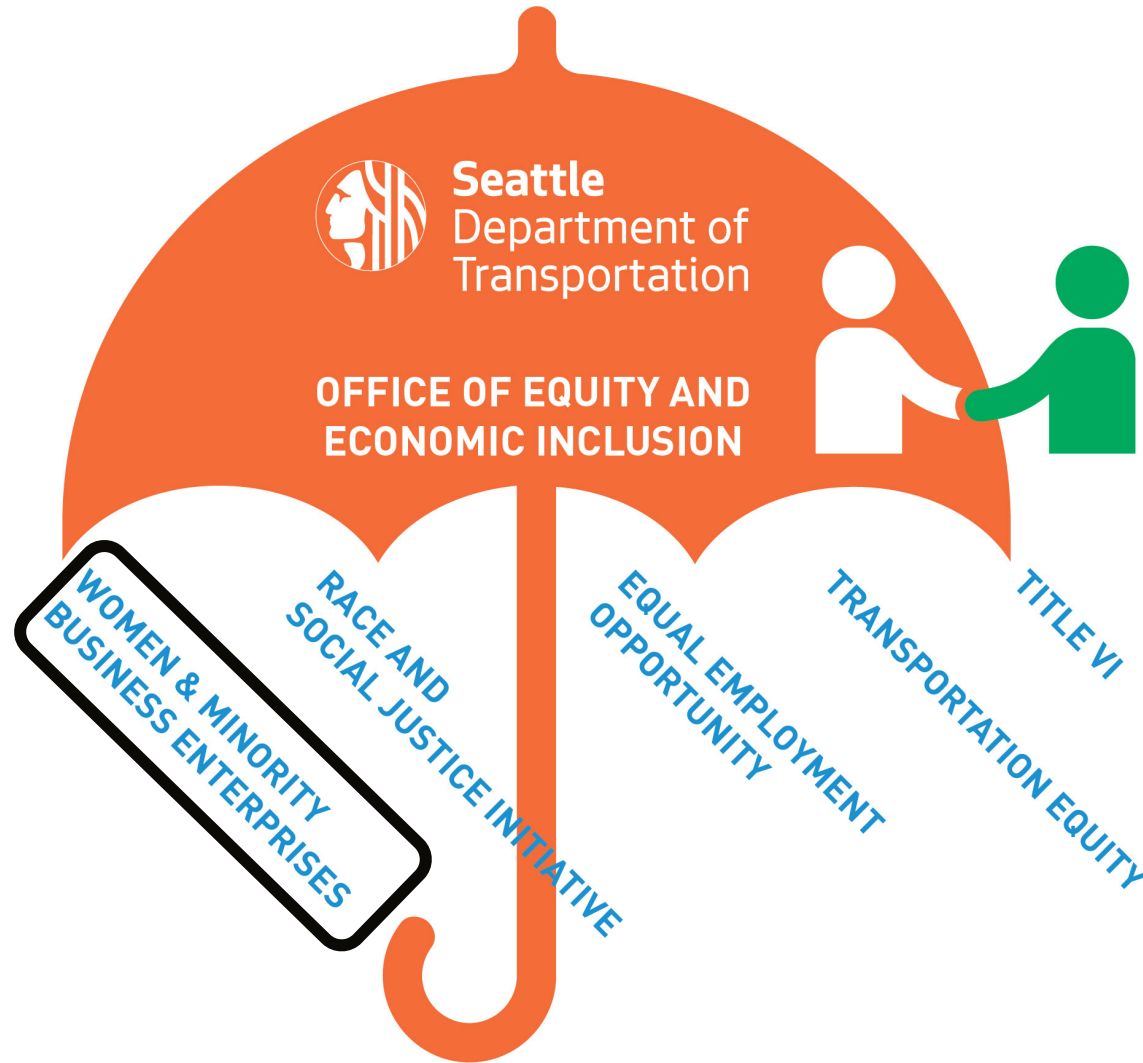 Seattle
Department of
Transportation
OFFICE OF EQUITY AND
ECONOMIC INCLUSION
WOMEN & MINORITY
BUSINESS ENTERPRISES
RACE AND
SOCIAL JUSTICE INITIATIVE
EQUAL EMPLOYMENT
OPPORTUNITY
TRANSPORTATION EQUITY
TITLE VI